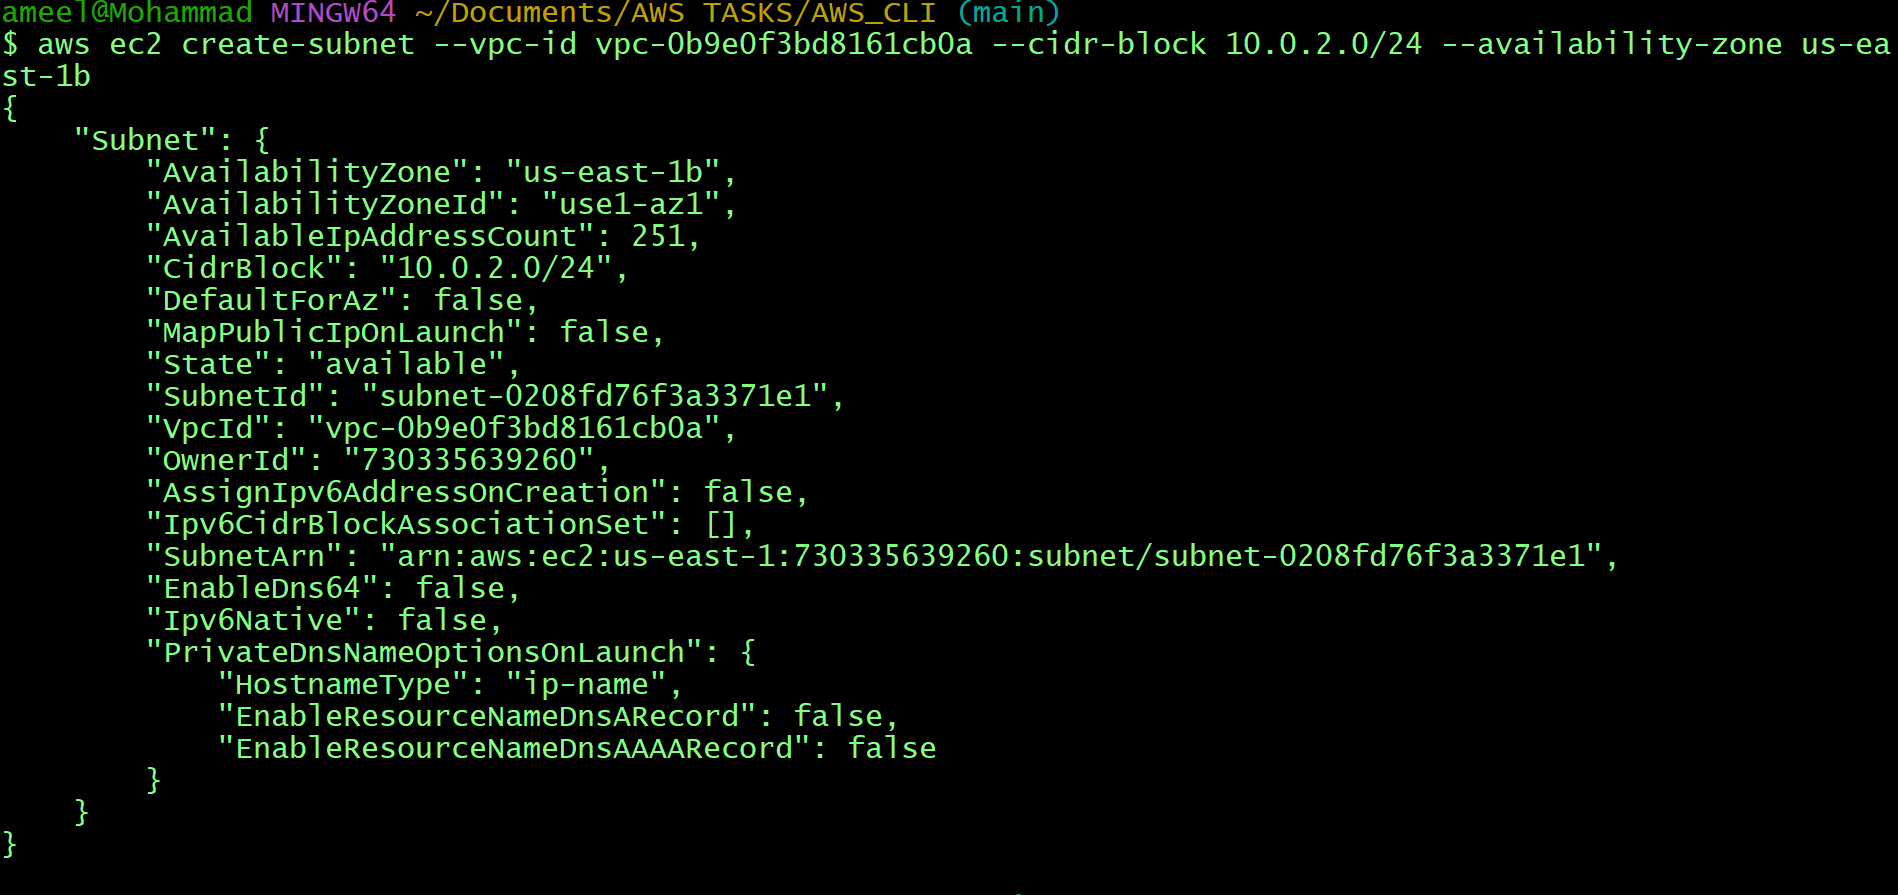 ameel@Mohammad MINGW64 ~/Documents/AWS TASKS/AWS_CLI (main)
$ aws ec2 create-subnet --vpc-id vpc-0b9e0f3bd8161cb0a --cidr-block 10.0.2.0/24 --availability-zone us-ea
st-1b
{
    "Subnet": {
        "AvailabilityZone": "us-east-1b",
        "AvailabilityZoneId": "use1-az1",
        "AvailableIpAddressCount": 251,
        "CidrBlock": "10.0.2.0/24",
        "DefaultForAz": false,
        "MapPublicIpOnLaunch": false,
        "State": "available",
        "SubnetId": "subnet-0208fd76f3a3371e1",
        "VpcId": "vpc-0b9e0f3bd8161cb0a",
        "OwnerId": "730335639260",
        "AssignIpv6AddressOnCreation": false,
        "Ipv6CidrBlockAssociationSet": [],
        "SubnetArn": "arn:aws:ec2:us-east-1:730335639260:subnet/subnet-0208fd76f3a3371e1",
        "EnableDns64": false,
        "Ipv6Native": false,
        "PrivateDnsNameOptionsOnLaunch": {
            "HostnameType": "ip-name",
            "EnableResourceNameDnsARecord": false,
            "EnableResourceNameDnsAAAARecord": false
        }
    }
}